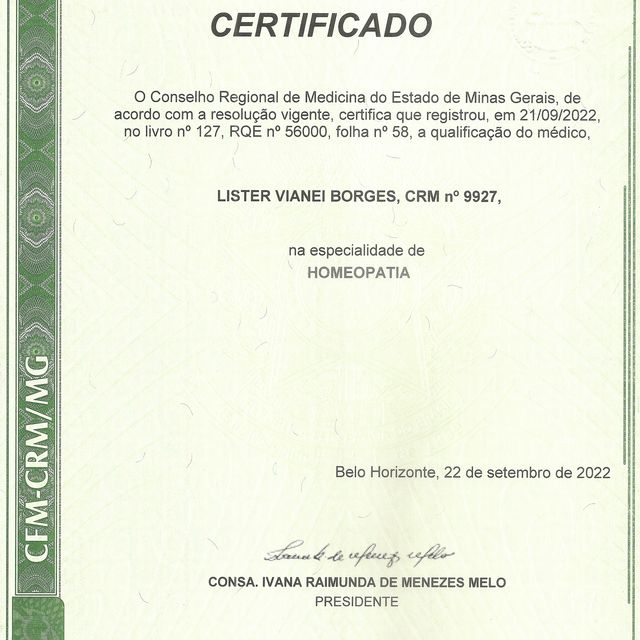 CERTIFICADO
O Conselho Regional de Medicina do Estado de Minas Gerais, de
acordo com a resolução vigente, certifica que registrou, em 21/09/2022,
no livro nº 127, RQE nº 56000, folha nº 58, a qualificação do médico,
LISTER VIANEI BORGES, CRM nº 9927,
na especialidade de
HOMEOPATIA
CFM-CRM/MG
Belo Horizonte, 22 de setembro de 2022
CONSA. IVANA RAIMUNDA DE MENEZES MELO
PRESIDENTE